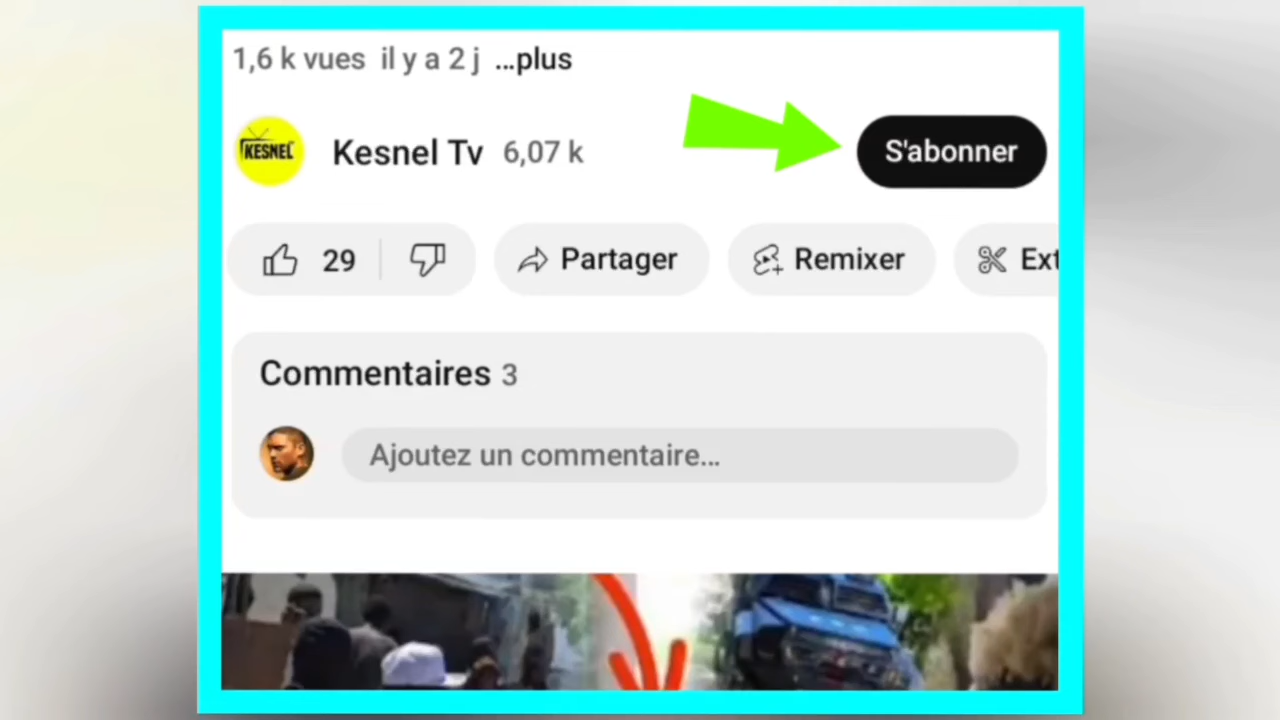 1,6 k vues il y a 2 j ...plus
KESNEL
Kesnel Tv 6,07 k
S'abonner
29
Partager
Remixer
Ext
Commentaires 3
Ajoutez un commentaire...